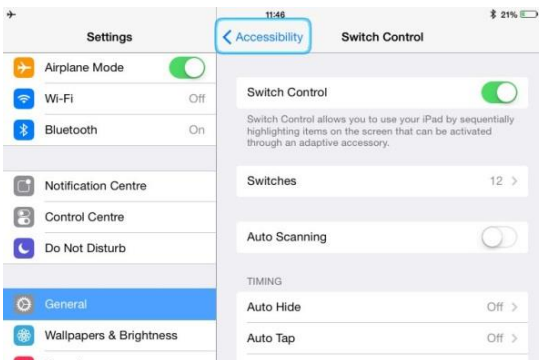 11:46
21%
Settings
Accessibility
Switch Control
Airplane Mode
Wi-Fi Off
Bluetooth On
Notification Centre
Control Centre
Do Not Disturb
General
Wallpapers & Brightness
Switch Control
Switch Control allows you to use your iPad by sequentially
highlighting items on the screen that can be activated
through an adaptive accessory.
Switches 12
Auto Scanning
TIMING
Auto Hide Off
Auto Tap Off